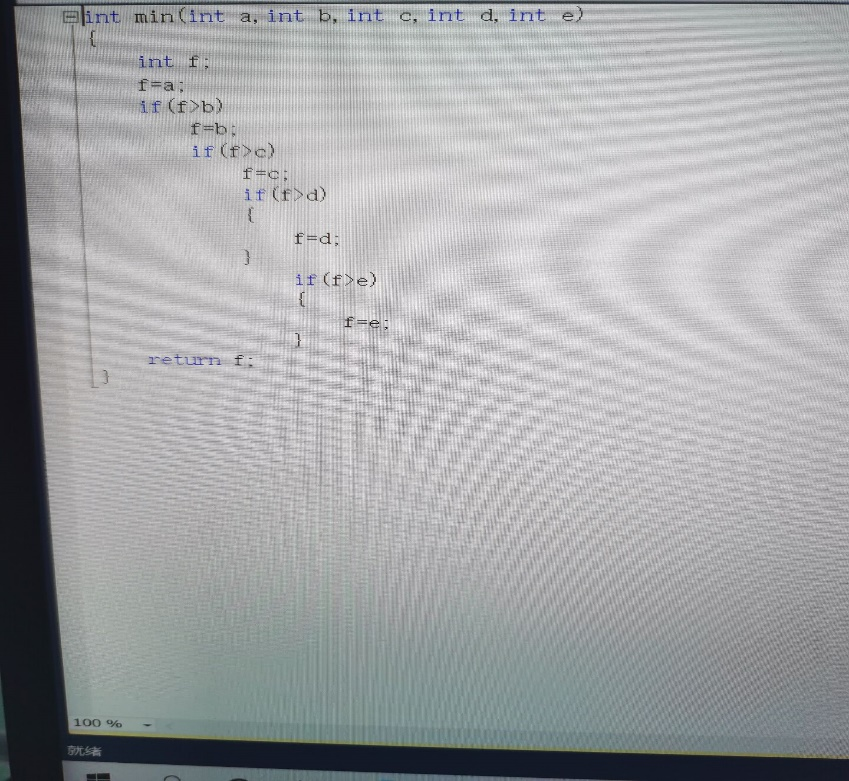 int min(int a, int b, int c, int d, int e)
{
int f;
f=a;
if(f>b)
f=b;
if(f>c)
f=c;
if(f>d)
{
f=d;
}
if(f>e)
{
f=e;
}
return f;
}
100 %
就绪